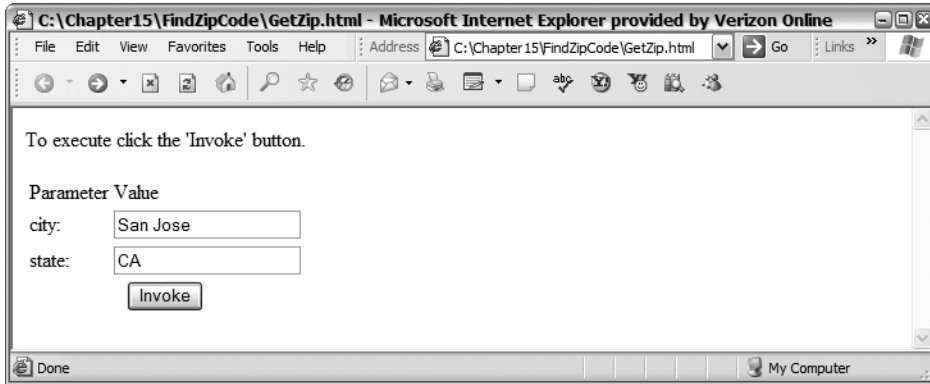 C:\Chapter15\FindZipCode\GetZip.html - Microsoft Internet Explorer provided by Verizon Online
File Edit View Favorites Tools Help Address C:\Chapter15\FindZipCode\GetZip.html Go Links »
abc
To execute click the 'Invoke' button.
Parameter Value
city: San Jose
state: CA
Invoke
Done My Computer